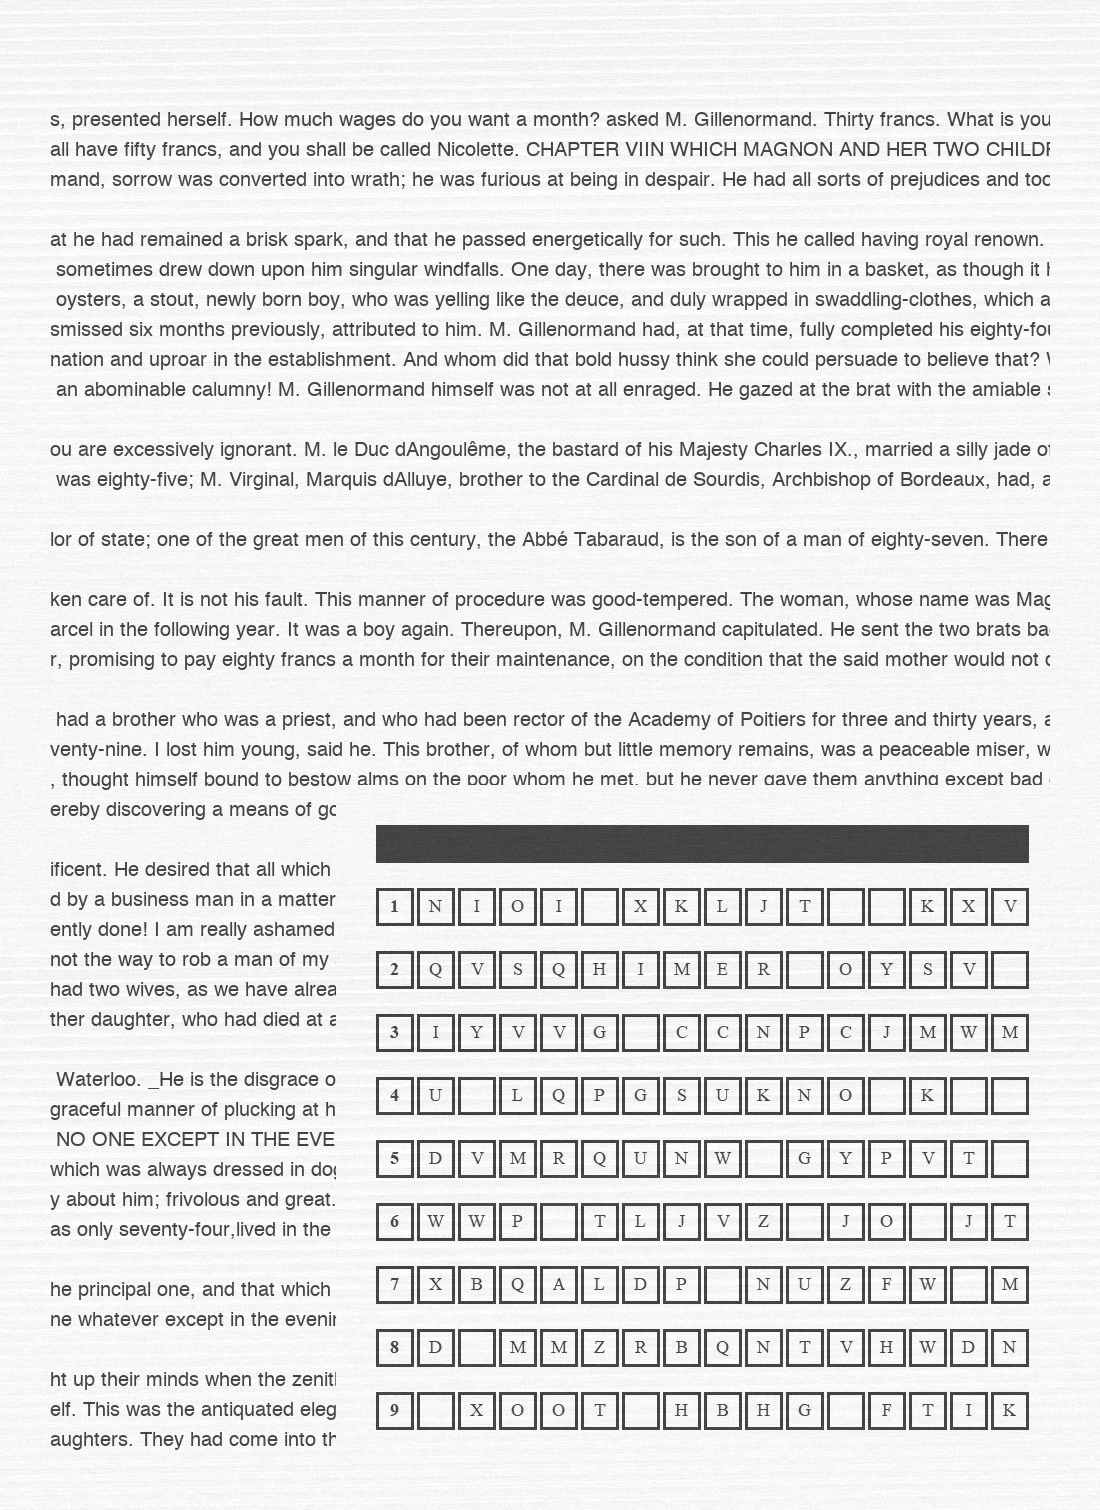 s, presented herself. How much wages do you want a month? asked M. Gillenormand. Thirty francs. What is you
all have fifty francs, and you shall be called Nicolette. CHAPTER VIIN WHICH MAGNON AND HER TWO
mand, sorrow was converted into wrath; he was furious at being in despair. He had all sorts of prejudices and
at he had remained a brisk spark, and that he passed energetically for such. This he called having royal renown.
sometimes drew down upon him singular windfalls. One day, there was brought to him in a basket, as though it
oysters, a stout, newly born boy, who was yelling like the deuce, and duly wrapped in swaddling-clothes, which a
smissed six months previously, attributed to him. M. Gillenormand had, at that time, fully completed his
nation and uproar in the establishment. And whom did that bold hussy think she could persuade to believe that?
an abominable calumny! M. Gillenormand himself was not at all enraged. He gazed at the brat with the amiable
ou are excessively ignorant. M. le Duc dAngoulême, the bastard of his Majesty Charles IX., married a silly jade of
was eighty-five; M. Virginal, Marquis dAlluye, brother to the Cardinal de Sourdis, Archbishop of Bordeaux, had, a
lor of state; one of the great men of this century, the Abbé Tabaraud, is the son of a man of eighty-seven. There
ken care of. It is not his fault. This manner of procedure was good-tempered. The woman, whose name was
arcel in the following year. It was a boy again. Thereupon, M. Gillenormand capitulated. He sent the two brats ba
r, promising to pay eighty francs a month for their maintenance, on the condition that the said mother would not
had a brother who was a priest, and who had been rector of the Academy of Poitiers for three and thirty years, a
venty-nine. I lost him young, said he. This brother, of whom but little memory remains, was a peaceable miser, w
, thought himself bound to bestow alms on the poor whom he met, but he never gave them anything except bad
ereby discovering a means of
ificent. He desired that all which
d by a business man in a matter
ently done! I am really ashamed
not the way to rob a man of my
had two wives, as we have alrea
ther daughter, who had died at a
Waterloo. _He is the disgrace o
graceful manner of plucking at h
NO ONE EXCEPT IN THE EVE
which was always dressed in
y about him; frivolous and great.
as only seventy-four,lived in the
he principal one, and that which
ne whatever except in the
ht up their minds when the
elf. This was the antiquated eleg
aughters. They had come into
1 N I O I X K L J T K X V
2 Q V S Q H I M E R O Y S V
3 I Y V V G C C N P C J M W M
4 U L Q P G S U K N O K
5 D V M R Q U N W G Y P V T
6 W W P T L J V Z J O J T
7 X B Q A L D P N U Z F W M
8 D M M Z R B Q N T V H W D N
9 X O O T H B H G F T I K